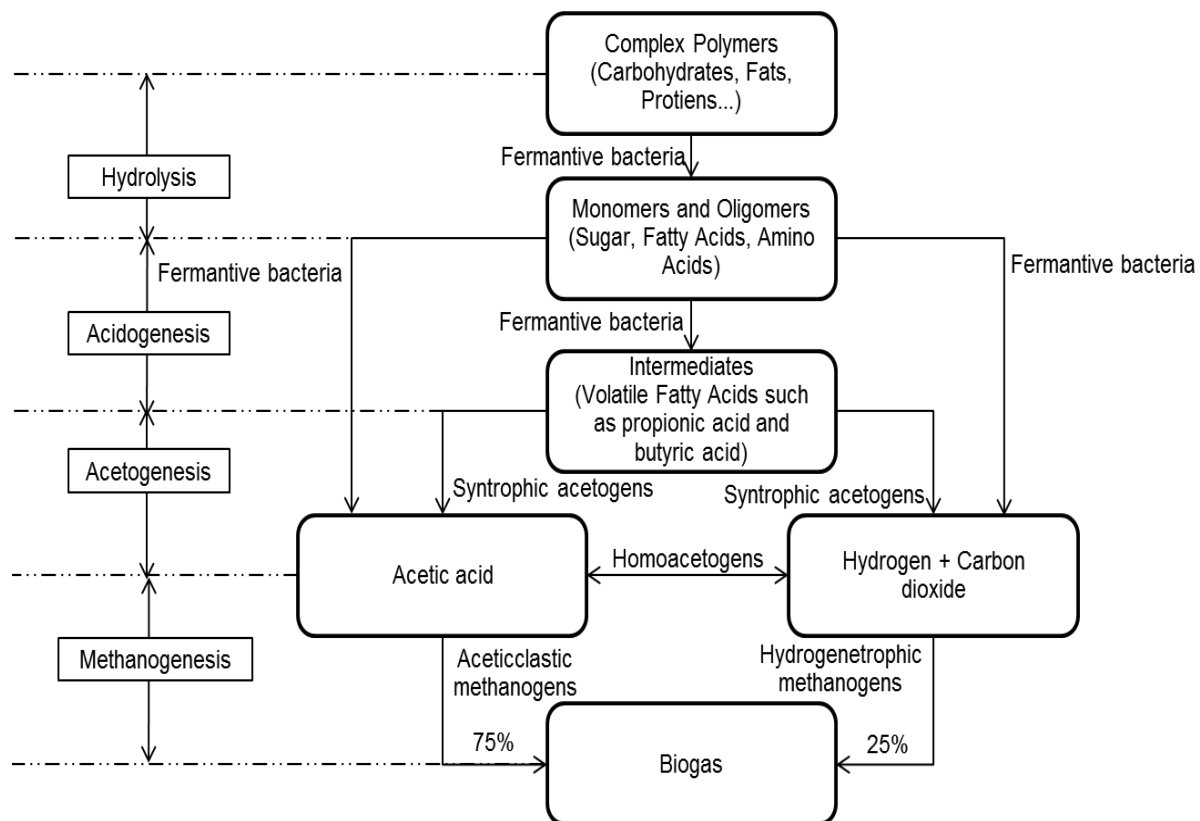 Complex Polymers
(Carbohydrates, Fats,
Protiens...)
Fermantive bacteria
Hydrolysis
Monomers and Oligomers
(Sugar, Fatty Acids, Amino
Acids)
Fermantive bacteria
Fermantive bacteria
Fermantive bacteria
Acidogenesis
Intermediates
(Volatile Fatty Acids such
as propionic acid and
butyric acid)
Acetogenesis
Syntrophic acetogens
Syntrophic acetogens
Acetic acid
Homoacetogens
Hydrogen + Carbon
dioxide
Methanogenesis
Aceticclastic
methanogens
Hydrogenetrophic
methanogens
75%
Biogas
25%